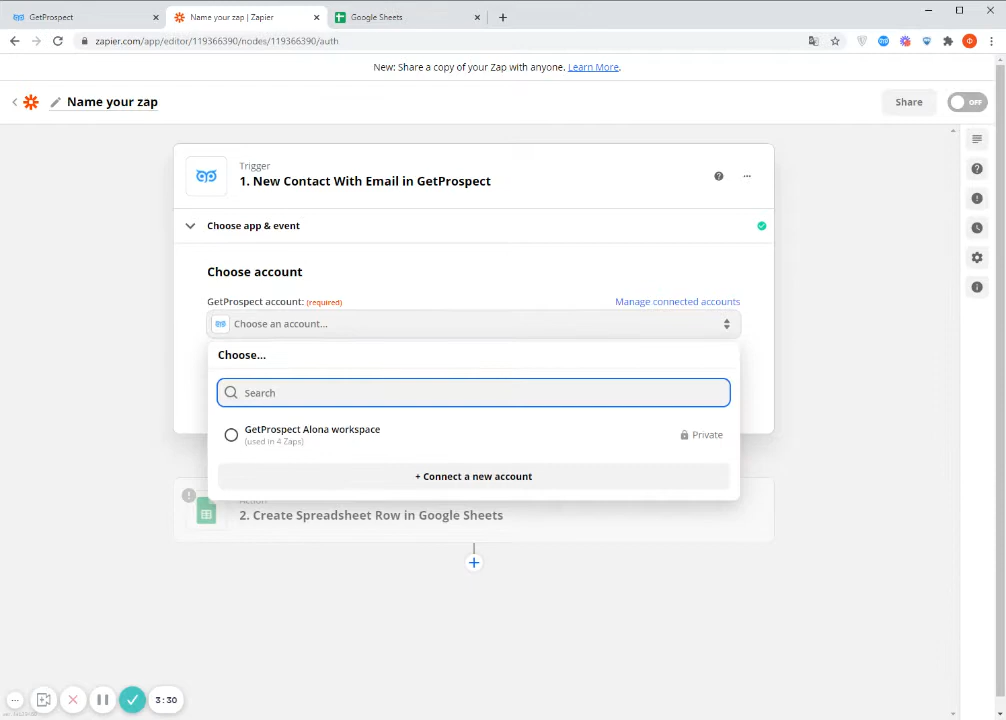 GetProspect
Name your zap | Zapier
Google Sheets
zapier.com/app/editor/119366390/nodes/119366390/auth
New: Share a copy of your Zap with anyone. Learn More.
Name your zap
Share
OFF
Trigger
1. New Contact With Email in GetProspect
Choose app & event
Choose account
GetProspect account: (required)
Manage connected accounts
Choose an account...
Choose...
Search
GetProspect Alona workspace
(used in 4 Zaps)
Private
+ Connect a new account
Action
2. Create Spreadsheet Row in Google Sheets
3:30